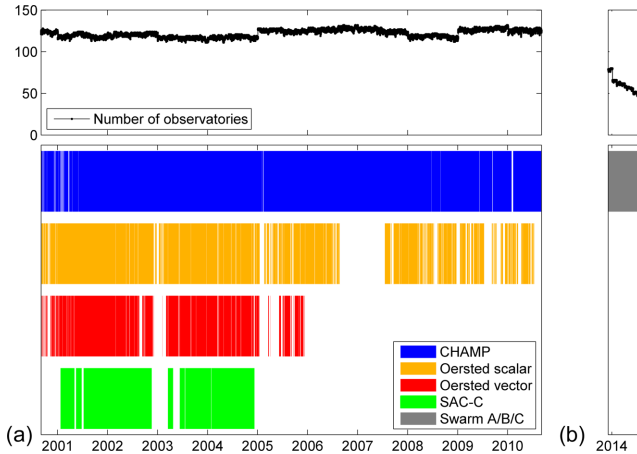 150
100
50
0
Number of observatories
CHAMP
Oersted scalar
Oersted vector
SAC-C
Swarm A/B/C
(a)
2001 2002 2003 2004 2005 2006 2007 2008 2009 2010
(b)
2014